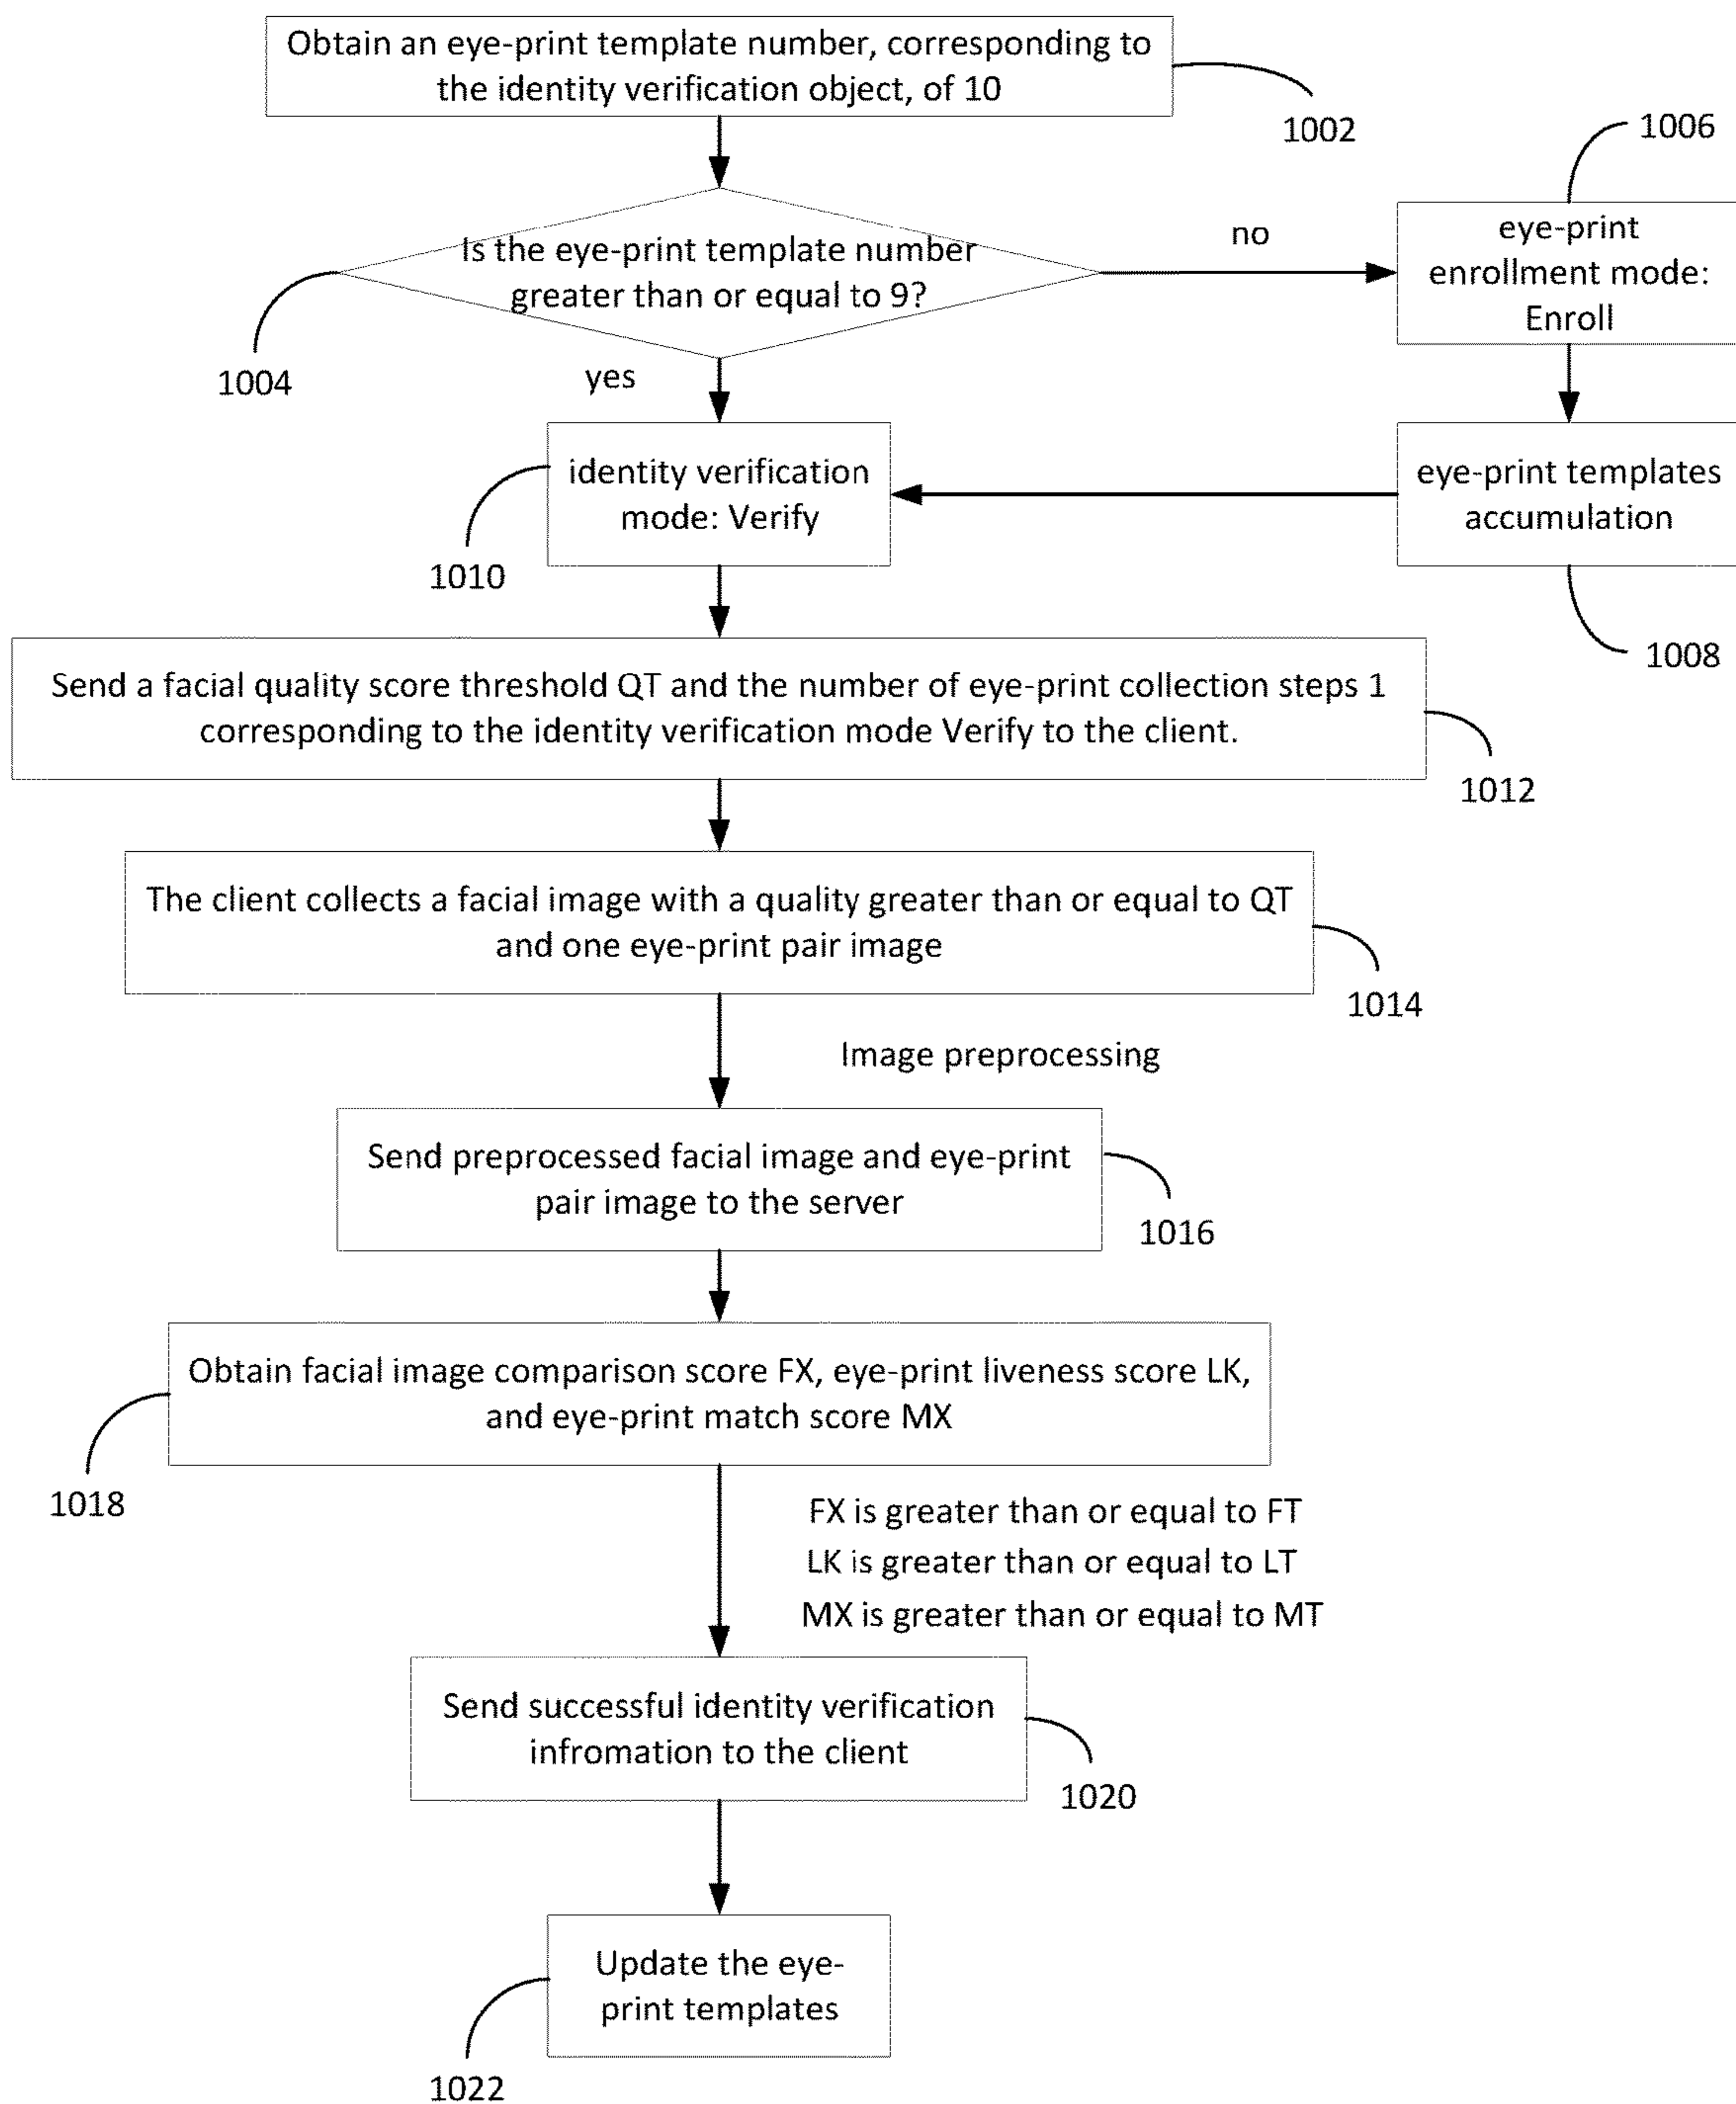 Obtain an eye-print template number, corresponding to
the identity verification object, of 10
1002
1006
Is the eye-print template number
greater than or equal to 9?
no
eye-print
enrollment mode:
Enroll
1004
yes
identity verification
mode: Verify
eye-print templates
accumulation
1010
1008
Send a facial quality score threshold QT and the number of eye-print collection steps 1
corresponding to the identity verification mode Verify to the client.
1012
The client collects a facial image with a quality greater than or equal to QT
and one eye-print pair image
1014
Image preprocessing
Send preprocessed facial image and eye-print
pair image to the server
1016
Obtain facial image comparison score FX, eye-print liveness score LK,
and eye-print match score MX
1018
FX is greater than or equal to FT
LK is greater than or equal to LT
MX is greater than or equal to MT
Send successful identity verification
infromation to the client
1020
Update the eye-
print templates
1022